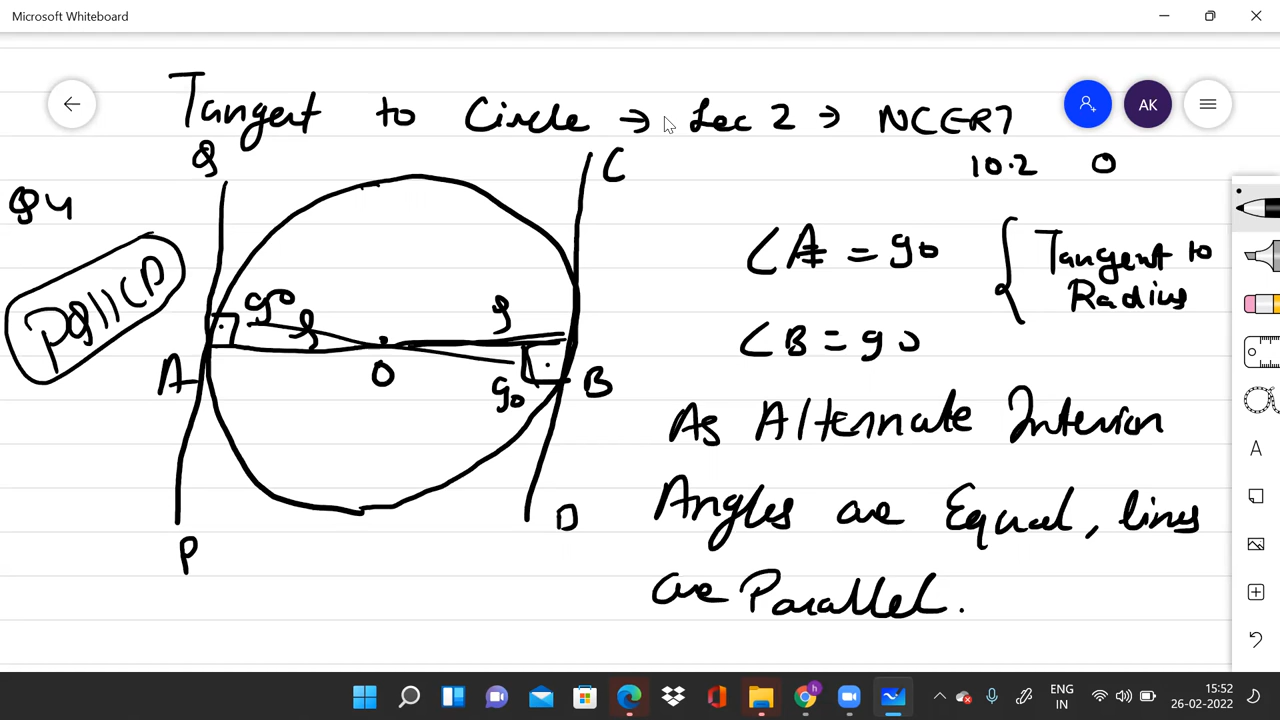 Microsoft Whiteboard
Tangent to Circle → Lec 2 → NCERT
10.2
AK
Q4
Q
C
PQ||CD
∠A = 90 { Tangent to Radius
∠B = 90
90
90
A
O
B
P
D
As Alternate Interior
Angles are Equal, lines
are Parallel.
ENG
IN
15:52
26-02-2022